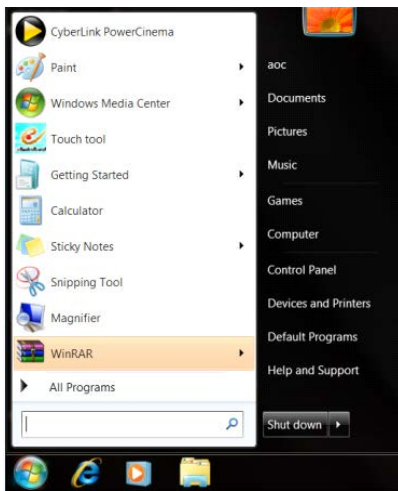 CyberLink PowerCinema
Paint
Windows Media Center
Touch tool
Getting Started
Calculator
Sticky Notes
Snipping Tool
Magnifier
WinRAR
All Programs
aoc
Documents
Pictures
Music
Games
Computer
Control Panel
Devices and Printers
Default Programs
Help and Support
Shut down